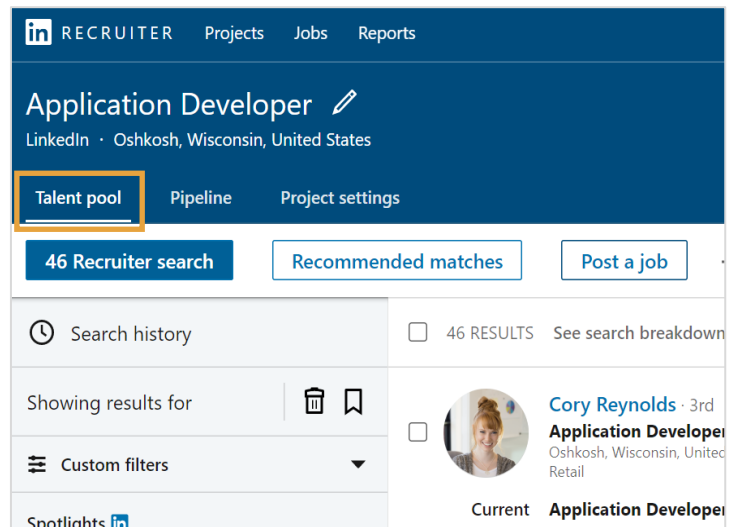 in RECRUITER Projects Jobs Reports
Application Developer
LinkedIn · Oshkosh, Wisconsin, United States
Talent pool Pipeline Project settings
46 Recruiter search Recommended matches Post a job
Search history
46 RESULTS See search breakdown
Showing results for
Cory Reynolds · 3rd
Application Developer
Oshkosh, Wisconsin, United
Retail
Custom filters
Current Application Developer
Spotlights in